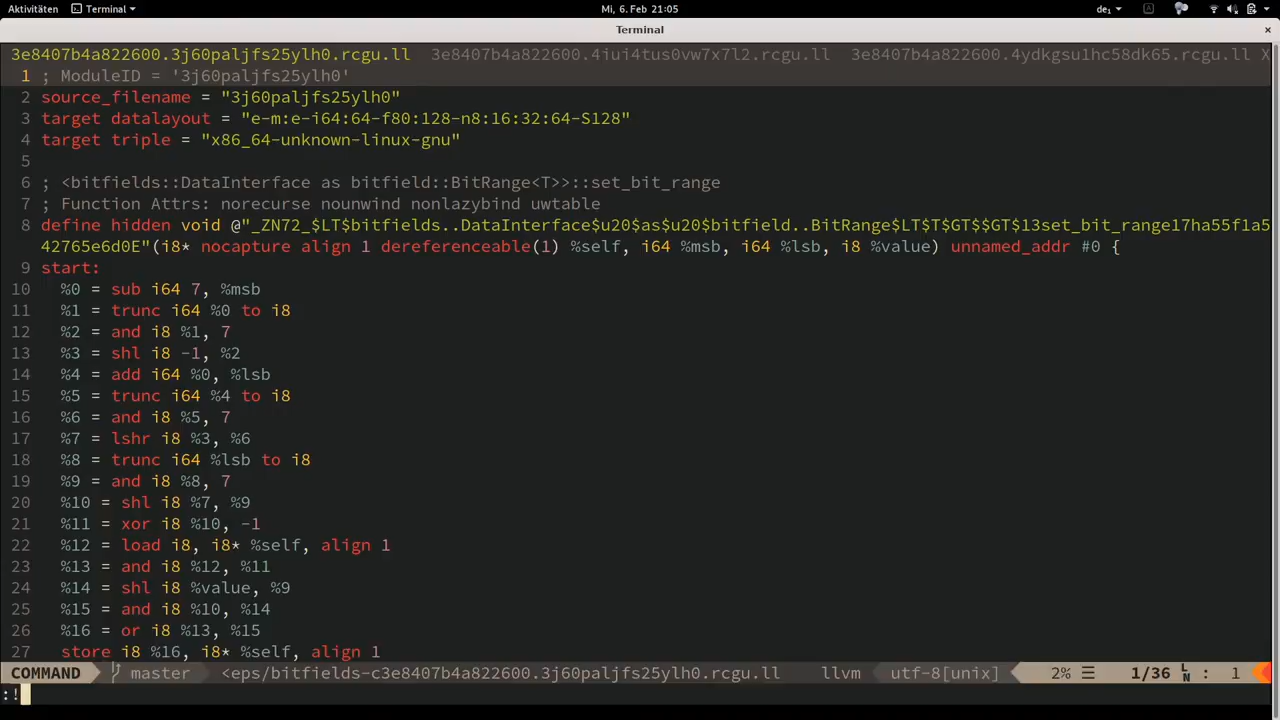 Aktivitäten Terminal Mi, 6. Feb 21:05 de₁
Terminal ×
3e8407b4a822600.3j60paljfs25ylh0.rcgu.ll 3e8407b4a822600.4iui4tus0vw7x7l2.rcgu.ll 3e8407b4a822600.4ydkgsu1hc58dk65.rcgu.ll X
1 ; ModuleID = '3j60paljfs25ylh0'
2 source_filename = "3j60paljfs25ylh0"
3 target datalayout = "e-m:e-i64:64-f80:128-n8:16:32:64-S128"
4 target triple = "x86_64-unknown-linux-gnu"
5
6 ; <bitfields::DataInterface as bitfield::BitRange<T>>::set_bit_range
7 ; Function Attrs: norecurse nounwind nonlazybind uwtable
8 define hidden void @"_ZN72_$LT$bitfields..DataInterface$u20$as$u20$bitfield..BitRange$LT$T$GT$$GT$13set_bit_range17ha55f1a5
42765e6d0E"(i8* nocapture align 1 dereferenceable(1) %self, i64 %msb, i64 %lsb, i8 %value) unnamed_addr #0 {
9 start:
10 %0 = sub i64 7, %msb
11 %1 = trunc i64 %0 to i8
12 %2 = and i8 %1, 7
13 %3 = shl i8 -1, %2
14 %4 = add i64 %0, %lsb
15 %5 = trunc i64 %4 to i8
16 %6 = and i8 %5, 7
17 %7 = lshr i8 %3, %6
18 %8 = trunc i64 %lsb to i8
19 %9 = and i8 %8, 7
20 %10 = shl i8 %7, %9
21 %11 = xor i8 %10, -1
22 %12 = load i8, i8* %self, align 1
23 %13 = and i8 %12, %11
24 %14 = shl i8 %value, %9
25 %15 = and i8 %10, %14
26 %16 = or i8 %13, %15
27 store i8 %16, i8* %self, align 1
COMMAND master <eps/bitfields-c3e8407b4a822600.3j60paljfs25ylh0.rcgu.ll llvm utf-8[unix] 2% ☰ 1/36 LN : 1
:!